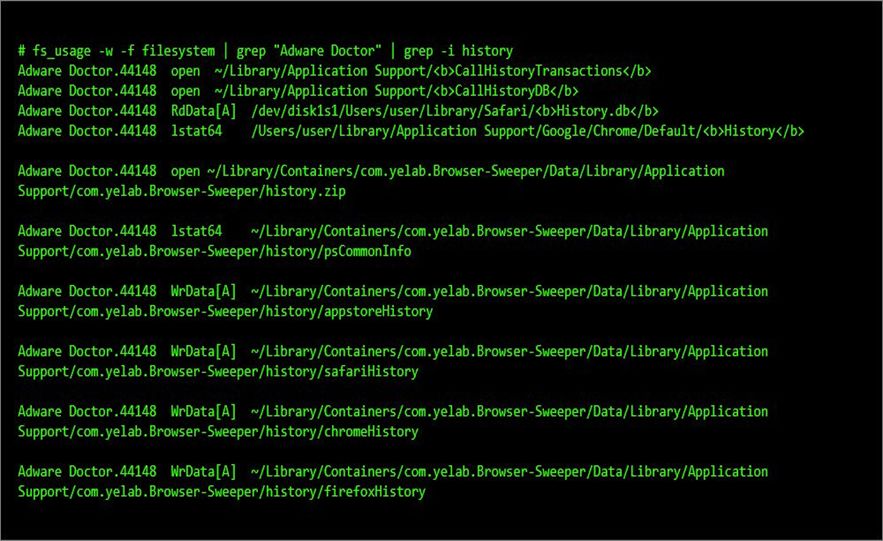 # fs_usage -w -f filesystem | grep "Adware Doctor" | grep -i history
Adware Doctor.44148 open ~/Library/Application Support/<b>CallHistoryTransactions</b>
Adware Doctor.44148 open ~/Library/Application Support/<b>CallHistoryDB</b>
Adware Doctor.44148 RdData[A] /dev/disk1s1/Users/user/Library/Safari/<b>History.db</b>
Adware Doctor.44148 lstat64 /Users/user/Library/Application Support/Google/Chrome/Default/<b>History</b>
Adware Doctor.44148 open ~/Library/Containers/com.yelab.Browser-Sweeper/Data/Library/Application
Support/com.yelab.Browser-Sweeper/history.zip
Adware Doctor.44148 lstat64 ~/Library/Containers/com.yelab.Browser-Sweeper/Data/Library/Application
Support/com.yelab.Browser-Sweeper/history/psCommonInfo
Adware Doctor.44148 WrData[A] ~/Library/Containers/com.yelab.Browser-Sweeper/Data/Library/Application
Support/com.yelab.Browser-Sweeper/history/appstoreHistory
Adware Doctor.44148 WrData[A] ~/Library/Containers/com.yelab.Browser-Sweeper/Data/Library/Application
Support/com.yelab.Browser-Sweeper/history/safariHistory
Adware Doctor.44148 WrData[A] ~/Library/Containers/com.yelab.Browser-Sweeper/Data/Library/Application
Support/com.yelab.Browser-Sweeper/history/chromeHistory
Adware Doctor.44148 WrData[A] ~/Library/Containers/com.yelab.Browser-Sweeper/Data/Library/Application
Support/com.yelab.Browser-Sweeper/history/firefoxHistory